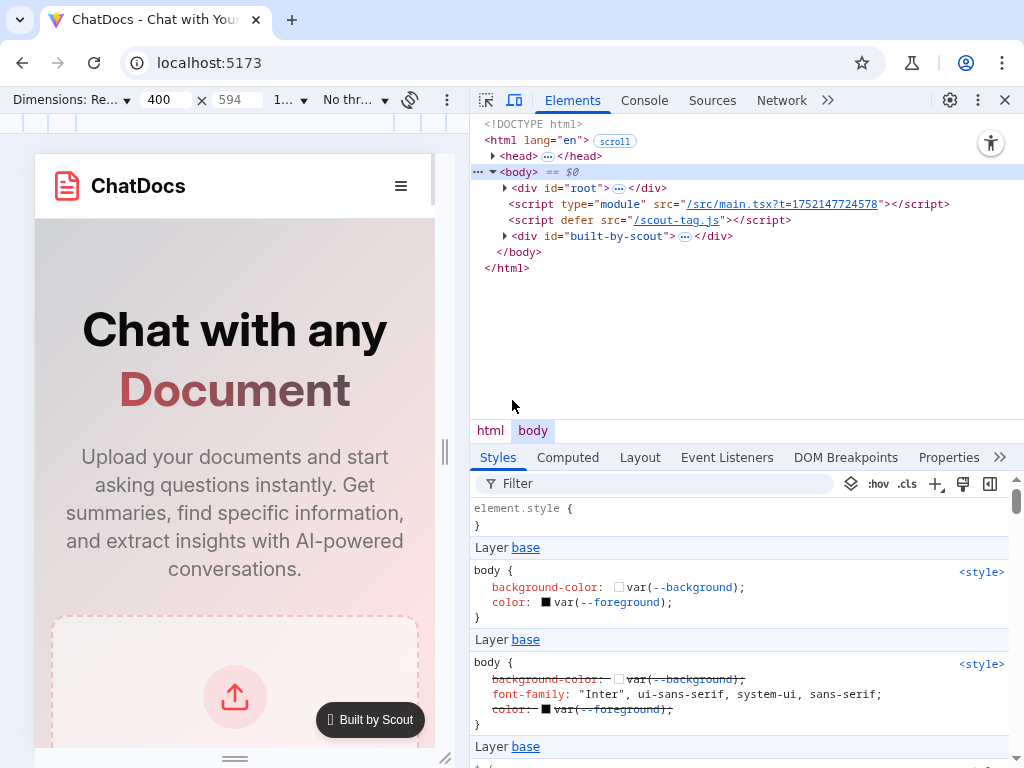 ChatDocs - Chat with Your
localhost:5173
Dimensions: Re... 400 × 594 1... No thr...
Elements Console Sources Network
<!DOCTYPE html>
<html lang="en"> scroll
<head> ••• </head>
••• <body> == $0
<div id="root"> ••• </div>
<script type="module" src="/src/main.tsx?t=1752147724578"></script>
<script defer src="/scout-tag.js"></script>
<div id="built-by-scout"> ••• </div>
</body>
</html>
html body
Styles Computed Layout Event Listeners DOM Breakpoints Properties
Filter :hov .cls
element.style {
}
Layer base
body { <style>
background-color: var(--background);
color: var(--foreground);
}
Layer base
body { <style>
background-color: var(--background);
font-family: "Inter", ui-sans-serif, system-ui, sans-serif;
color: var(--foreground);
}
Layer base
ChatDocs
Chat with any
Document
Upload your documents and start
asking questions instantly. Get
summaries, find specific information,
and extract insights with AI-powered
conversations.
Built by Scout